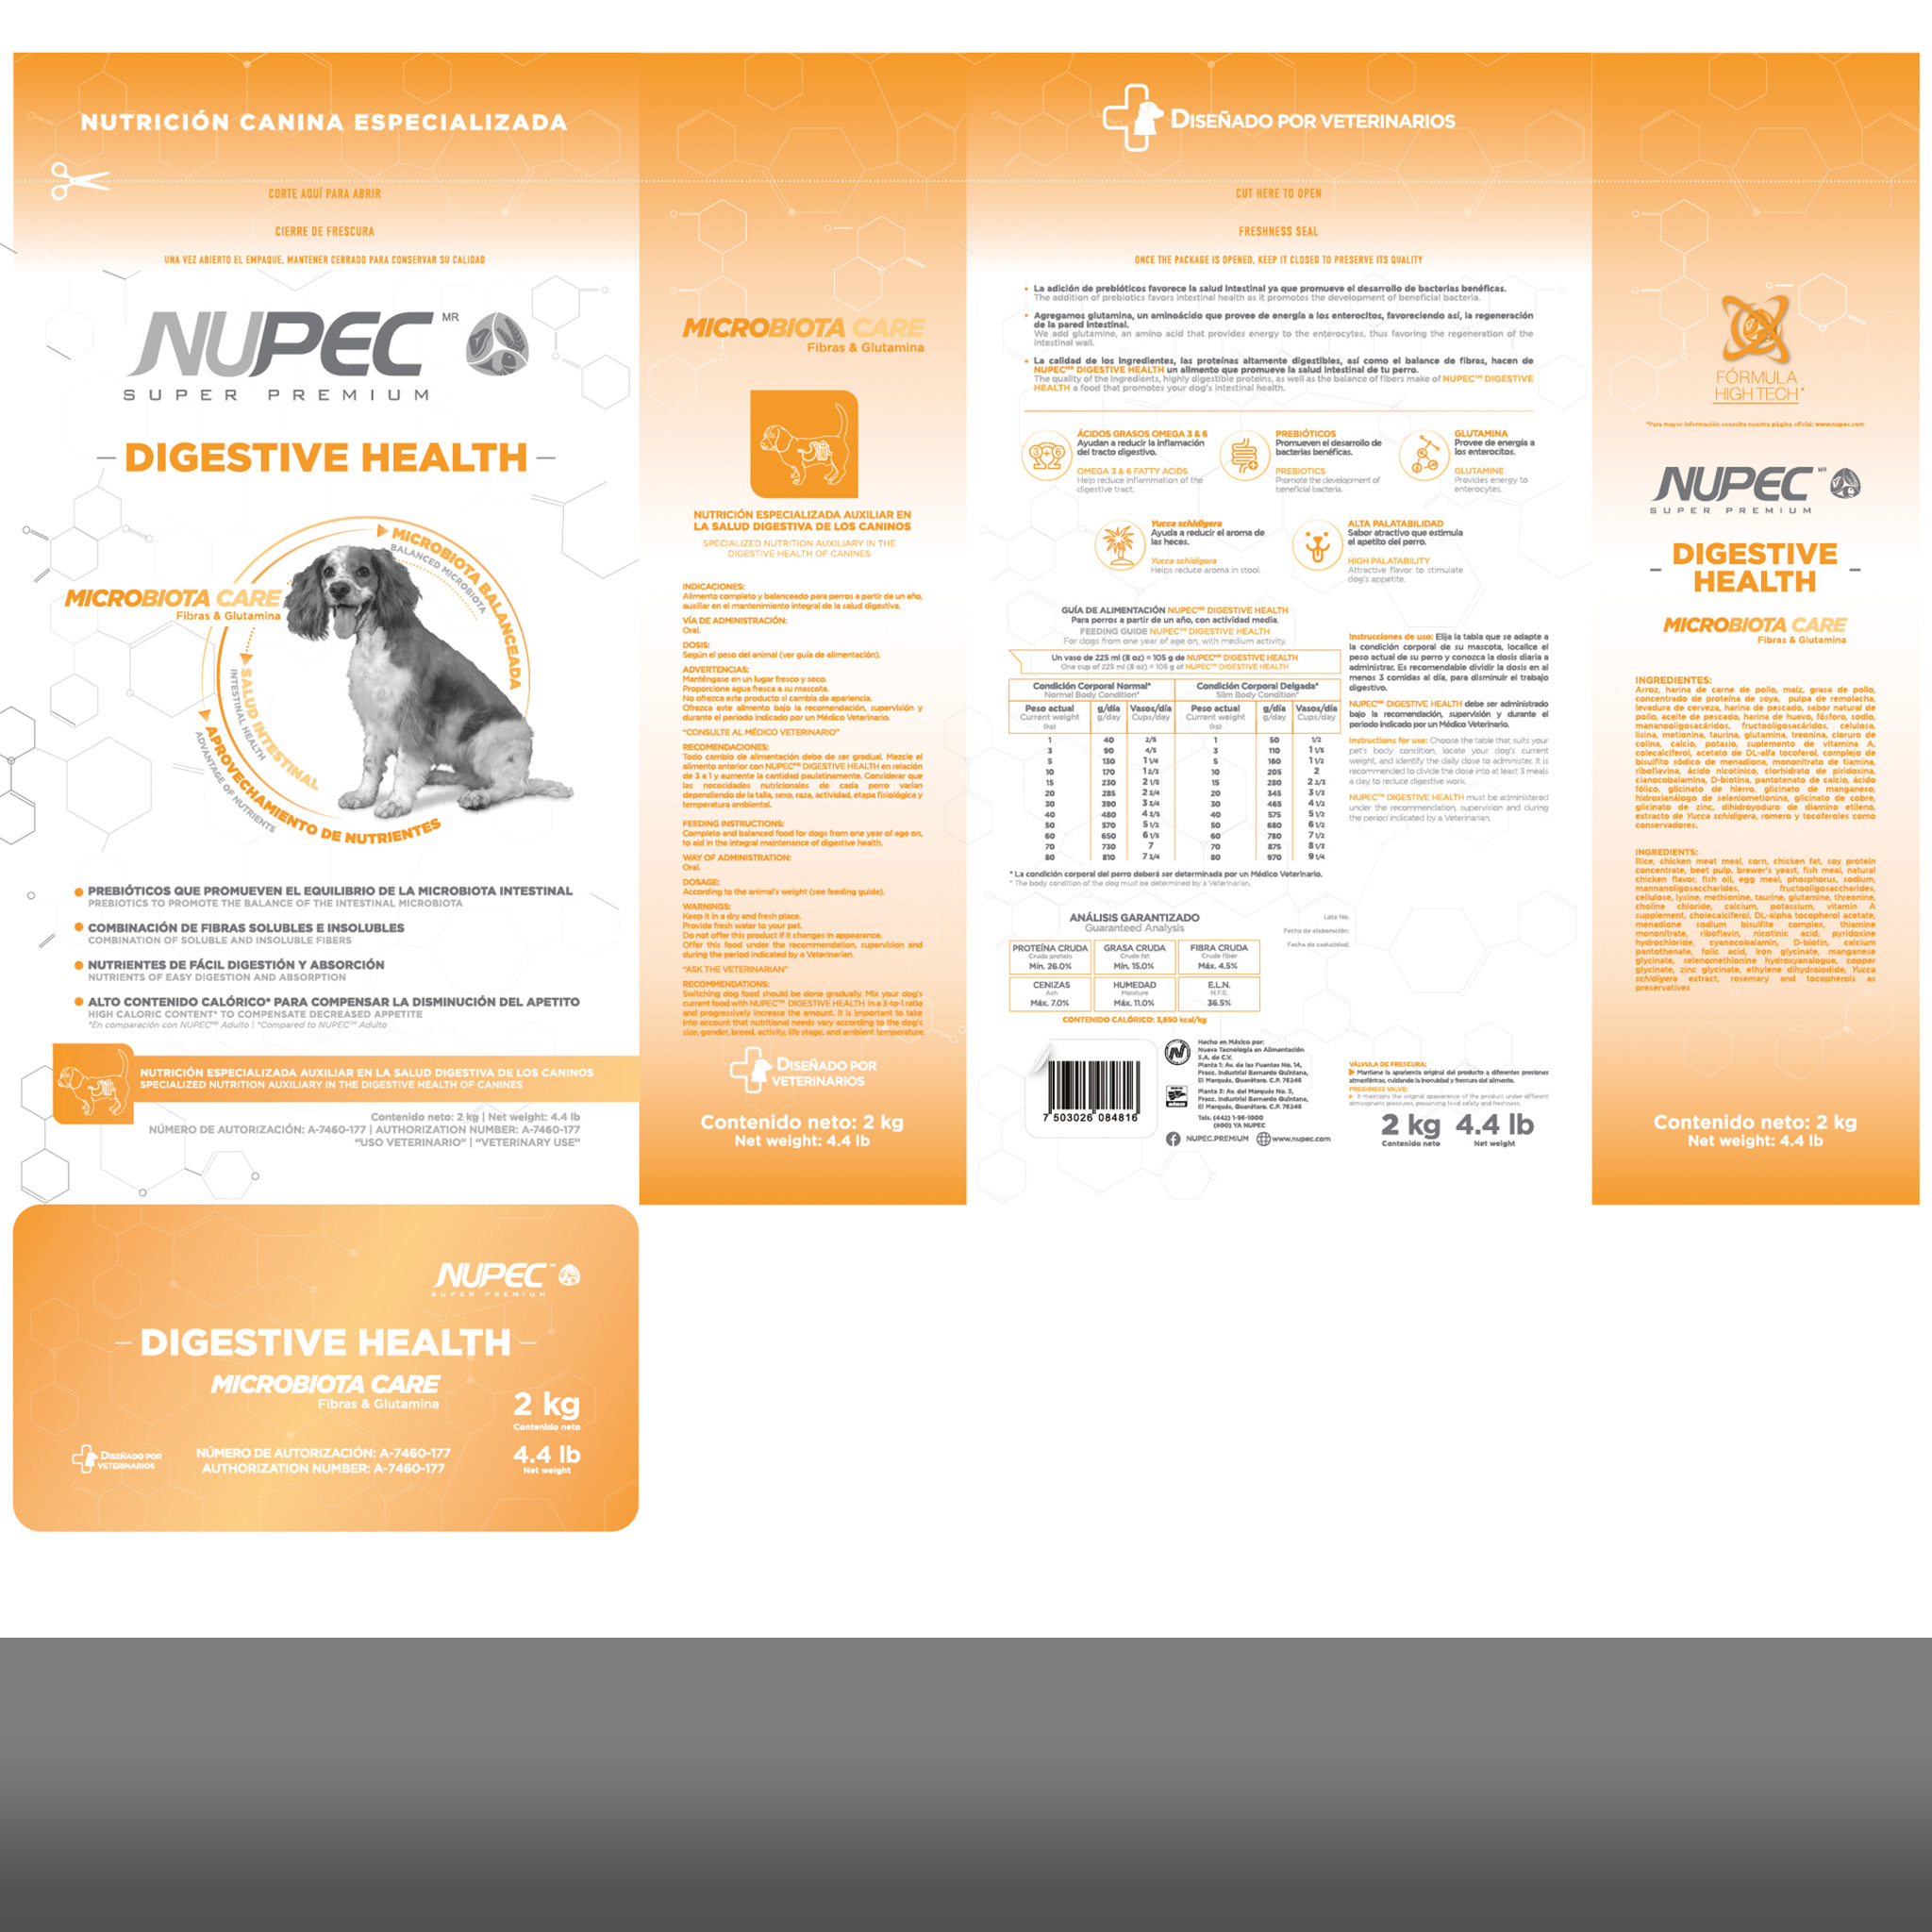 NUTRICIÓN CANINA ESPECIALIZADA
CORTE AQUÍ PARA ABRIR
CIERRE DE FRESCURA
UNA VEZ ABIERTO EL EMPAQUE, MANTENER CERRADO PARA CONSERVAR SU CALIDAD
NUPEC MR
SUPER PREMIUM
DIGESTIVE HEALTH
MICROBIOTA CARE
Fibras & Glutamina
MICROBIOTA BALANCEADA
BALANCED MICROBIOTA
SALUD INTESTINAL
INTESTINAL HEALTH
APROVECHAMIENTO DE NUTRIENTES
ADVANTAGE OF NUTRIENTS
PREBIÓTICOS QUE PROMUEVEN EL EQUILIBRIO DE LA MICROBIOTA INTESTINAL
PREBIOTICS TO PROMOTE THE BALANCE OF THE INTESTINAL MICROBIOTA
COMBINACIÓN DE FIBRAS SOLUBLES E INSOLUBLES
COMBINATION OF SOLUBLE AND INSOLUBLE FIBERS
NUTRIENTES DE FÁCIL DIGESTIÓN Y ABSORCIÓN
NUTRIENTS OF EASY DIGESTION AND ABSORPTION
ALTO CONTENIDO CALÓRICO* PARA COMPENSAR LA DISMINUCIÓN DEL APETITO
HIGH CALORIC CONTENT* TO COMPENSATE DECREASED APPETITE
*En comparación con NUPEC MR Adulto | *Compared to NUPEC™ Adulto
NUTRICIÓN ESPECIALIZADA AUXILIAR EN LA SALUD DIGESTIVA DE LOS CANINOS
SPECIALIZED NUTRITION AUXILIARY IN THE DIGESTIVE HEALTH OF CANINES
Contenido neto: 2 kg | Net weight: 4.4 lb
NÚMERO DE AUTORIZACIÓN: A-7460-177 | AUTHORIZATION NUMBER: A-7460-177
"USO VETERINARIO" | "VETERINARY USE"
NUPEC
SUPER PREMIUM
DIGESTIVE HEALTH
MICROBIOTA CARE
Fibras & Glutamina
2 kg
Contenido neto
4.4 lb
Net weight
DISEÑADO POR
VETERINARIOS
NÚMERO DE AUTORIZACIÓN: A-7460-177
AUTHORIZATION NUMBER: A-7460-177
MICROBIOTA CARE
Fibras & Glutamina
NUTRICIÓN ESPECIALIZADA AUXILIAR EN
LA SALUD DIGESTIVA DE LOS CANINOS
SPECIALIZED NUTRITION AUXILIARY IN THE
DIGESTIVE HEALTH OF CANINES
INDICACIONES:
Alimento completo y balanceado para perros a partir de un año,
auxiliar en el mantenimiento integral de la salud digestiva.
VÍA DE ADMINISTRACIÓN:
Oral.
DOSIS:
Según el peso del animal (ver guía de alimentación).
ADVERTENCIAS:
Manténgase en un lugar fresco y seco.
Proporcione agua fresca a su mascota.
No ofrezca este producto si cambia de apariencia.
Ofrezca este alimento bajo la recomendación, supervisión y
durante el periodo indicado por un Médico Veterinario.
"CONSULTE AL MÉDICO VETERINARIO"
RECOMENDACIONES:
Todo cambio de alimentación debe de ser gradual. Mezcle el
alimento anterior con NUPEC MR DIGESTIVE HEALTH en relación
de 3 a 1 y aumente la cantidad paulatinamente. Considerar que
las necesidades nutricionales de cada perro varían
dependiendo de la talla, sexo, raza, actividad, etapa fisiológica y
temperatura ambiental.
FEEDING INSTRUCTIONS:
Complete and balanced food for dogs from one year of age on,
to aid in the integral maintenance of digestive health.
WAY OF ADMINISTRATION:
Oral.
DOSAGE:
According to the animal's weight (see feeding guide).
WARNINGS:
Keep it in a dry and fresh place.
Provide fresh water to your pet.
Do not offer this product if it changes in appearance.
Offer this food under the recommendation, supervision and
during the period indicated by a Veterinarian.
"ASK THE VETERINARIAN"
RECOMMENDATIONS:
Switching dog food should be done gradually. Mix your dog's
current food with NUPEC™ DIGESTIVE HEALTH in a 3-to-1 ratio
and progressively increase the amount. It is important to take
into account that nutritional needs vary according to the dog's
size, gender, breed, activity, life stage, and ambient temperature
DISEÑADO POR
VETERINARIOS
Contenido neto: 2 kg
Net weight: 4.4 lb
DISEÑADO POR VETERINARIOS
CUT HERE TO OPEN
FRESHNESS SEAL
ONCE THE PACKAGE IS OPENED, KEEP IT CLOSED TO PRESERVE ITS QUALITY
• La adición de prebióticos favorece la salud intestinal ya que promueve el desarrollo de bacterias benéficas.
The addition of prebiotics favors intestinal health as it promotes the development of beneficial bacteria.
• Agregamos glutamina, un aminoácido que provee de energía a los enterocitos, favoreciendo así, la regeneración
de la pared intestinal.
We add glutamine, an amino acid that provides energy to the enterocytes, thus favoring the regeneration of the
intestinal wall.
• La calidad de los ingredientes, las proteínas altamente digestibles, así como el balance de fibras, hacen de
NUPEC MR DIGESTIVE HEALTH un alimento que promueve la salud intestinal de tu perro.
The quality of the ingredients, highly digestible proteins, as well as the balance of fibers make of NUPEC™ DIGESTIVE
HEALTH a food that promotes your dog's intestinal health.
3+6
ÁCIDOS GRASOS OMEGA 3 & 6
Ayudan a reducir la inflamación
del tracto digestivo.
OMEGA 3 & 6 FATTY ACIDS
Help reduce inflammation of the
digestive tract.
PREBIÓTICOS
Promueven el desarrollo de
bacterias benéficas.
PREBIOTICS
Promote the development of
beneficial bacteria.
GLUTAMINA
Provee de energía a
los enterocitos.
GLUTAMINE
Provides energy to
enterocytes.
Yucca schidigera
Ayuda a reducir el aroma de
las heces.
Yucca schidigera
Helps reduce aroma in stool.
ALTA PALATABILIDAD
Sabor atractivo que estimula
el apetito del perro.
HIGH PALATABILITY
Attractive flavor to stimulate
dog's appetite.
GUÍA DE ALIMENTACIÓN NUPEC MR DIGESTIVE HEALTH
Para perros a partir de un año, con actividad media.
FEEDING GUIDE NUPEC™ DIGESTIVE HEALTH
For dogs from one year of age on, with medium activity.
Un vaso de 225 ml (8 oz) = 105 g de NUPEC MR DIGESTIVE HEALTH
One cup of 225 ml (8 oz) = 105 g of NUPEC™ DIGESTIVE HEALTH
Condición Corporal Normal* Condición Corporal Delgada*
Normal Body Condition* Slim Body Condition*
Peso actual g/día Vasos/día Peso actual g/día Vasos/día
Current weight g/day Cups/day Current weight g/day Cups/day
(kg) (kg)
1 40 2/5 1 50 1/2
3 90 4/5 3 110 1 1/5
5 130 1 1/4 5 160 1 1/2
10 170 1 2/3 10 205 2
15 230 2 1/5 15 280 2 2/3
20 285 2 3/4 20 345 3 1/3
30 390 3 3/4 30 465 4 1/2
40 480 4 3/5 40 575 5 1/2
50 570 5 1/2 50 680 6 1/2
60 650 6 1/5 60 780 7 1/2
70 730 7 70 875 8 1/3
80 810 7 3/4 80 970 9 1/4
* La condición corporal del perro deberá ser determinada por un Médico Veterinario.
* The body condition of the dog must be determined by a Veterinarian.
Instrucciones de uso: Elija la tabla que se adapte a
la condición corporal de su mascota, localice el
peso actual de su perro y conozca la dosis diaria a
administrar. Es recomendable dividir la dosis en al
menos 3 comidas al día, para disminuir el trabajo
digestivo.
NUPEC MR DIGESTIVE HEALTH debe ser administrado
bajo la recomendación, supervisión y durante el
periodo indicado por un Médico Veterinario.
Instructions for use: Choose the table that suits your
pet's body condition, locate your dog's current
weight, and identify the daily dose to administer. It is
recommended to divide the dose into at least 3 meals
a day, to reduce digestive work.
NUPEC™ DIGESTIVE HEALTH must be administered
under the recommendation, supervision and during
the period indicated by a Veterinarian.
ANÁLISIS GARANTIZADO
Guaranteed Analysis
PROTEÍNA CRUDA GRASA CRUDA FIBRA CRUDA
Crude protein Crude fat Crude fiber
Mín. 26.0% Mín. 15.0% Máx. 4.5%
CENIZAS HUMEDAD E.L.N.
Ash Moisture N.F.E.
Máx. 7.0% Máx. 11.0% 36.5%
CONTENIDO CALÓRICO: 3,650 kcal/kg
Lote No.
Fecha de elaboración:
Fecha de caducidad:
7 503026 084816
Hecho en México por:
Nueva Tecnología en Alimentación
S.A. de C.V.
Planta 1: Av. de las Fuentes No. 14,
Fracc. Industrial Bernardo Quintana,
El Marqués, Querétaro. C.P. 76246
Planta 2: Av. del Marqués No. 2,
Fracc. Industrial Bernardo Quintana,
El Marqués, Querétaro. C.P. 76246
Tels. (442) 1-96-1000
(800) YA NUPEC
NUPEC.PREMIUM www.nupec.com
VÁLVULA DE FRESCURA:
Mantiene la apariencia original del producto a diferentes presiones
atmosféricas, cuidando la inocuidad y frescura del alimento.
FRESHNESS VALVE:
It maintains the original appearance of the product under different
atmospheric pressures, preserving food safety and freshness.
2 kg 4.4 lb
Contenido neto Net weight
FÓRMULA
HIGH TECH*
*Para mayor información consulta nuestra página oficial: www.nupec.com
NUPEC MR
SUPER PREMIUM
DIGESTIVE
HEALTH
MICROBIOTA CARE
Fibras & Glutamina
INGREDIENTES:
Arroz, harina de carne de pollo, maíz, grasa de pollo,
concentrado de proteína de soya, pulpa de remolacha,
levadura de cerveza, harina de pescado, sabor natural de
pollo, aceite de pescado, harina de huevo, fósforo, sodio,
mananooligosacáridos, fructooligosacáridos, celulosa,
lisina, metionina, taurina, glutamina, treonina, cloruro de
colina, calcio, potasio, suplemento de vitamina A,
colecalciferol, acetato de DL-alfa tocoferol, complejo de
bisulfito sódico de menadiona, mononitrato de tiamina,
riboflavina, ácido nicotínico, clorhidrato de piridoxina,
cianocobalamina, D-biotina, pantotenato de calcio, ácido
fólico, glicinato de hierro, glicinato de manganeso,
hidroxianálogo de seleniometionina, glicinato de cobre,
glicinato de zinc, dihidroyoduro de diamino etileno,
extracto de Yucca schidigera, romero y tocoferoles como
conservadores.
INGREDIENTS:
Rice, chicken meat meal, corn, chicken fat, soy protein
concentrate, beet pulp, brewer's yeast, fish meal, natural
chicken flavor, fish oil, egg meal, phosphorus, sodium,
mannanoligosaccharides, fructooligosaccharides,
cellulose, lysine, methionine, taurine, glutamine, threonine,
choline chloride, calcium, potassium, vitamin A
supplement, cholecalciferol, DL-alpha tocopherol acetate,
menadione sodium bisulfite complex, thiamine
mononitrate, riboflavin, nicotinic acid, pyridoxine
hydrochloride, cyanocobalamin, D-biotin, calcium
pantothenate, folic acid, iron glycinate, manganese
glycinate, selenomethionine hydroxyanalogue, copper
glycinate, zinc glycinate, ethylene dihydroiodide, Yucca
schidigera extract, rosemary and tocopherols as
preservatives
Contenido neto: 2 kg
Net weight: 4.4 lb